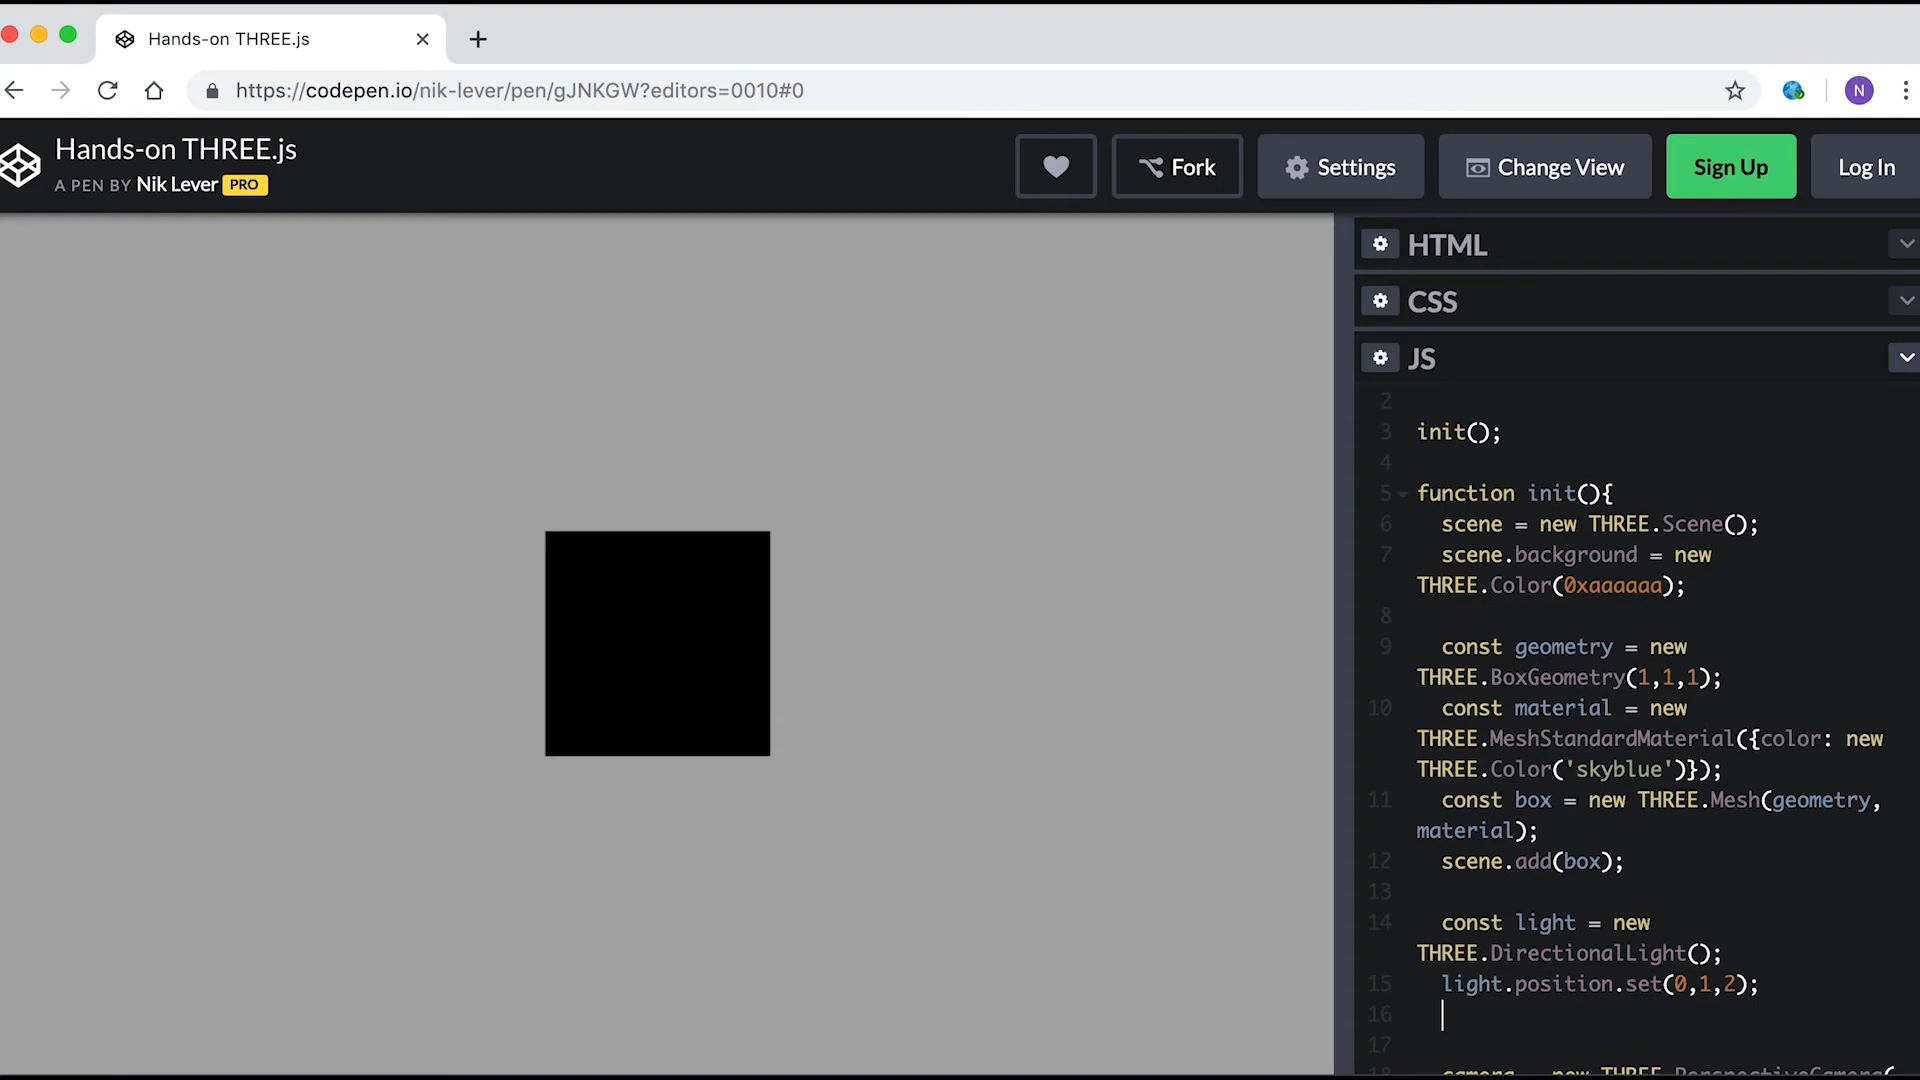 Hands-on THREE.js
https://codepen.io/nik-lever/pen/gJNKGW?editors=0010#0
N
Hands-on THREE.js
A PEN BY Nik Lever PRO
Fork
Settings
Change View
Sign Up
Log In
HTML
CSS
JS
2
3 init();
4
5 function init(){
6 scene = new THREE.Scene();
7 scene.background = new
THREE.Color(0xaaaaaa);
8
9 const geometry = new
THREE.BoxGeometry(1,1,1);
10 const material = new
THREE.MeshStandardMaterial({color: new
THREE.Color('skyblue')});
11 const box = new THREE.Mesh(geometry,
material);
12 scene.add(box);
13
14 const light = new
THREE.DirectionalLight();
15 light.position.set(0,1,2);
16
17
18 camera = new THREE.PerspectiveCamera(